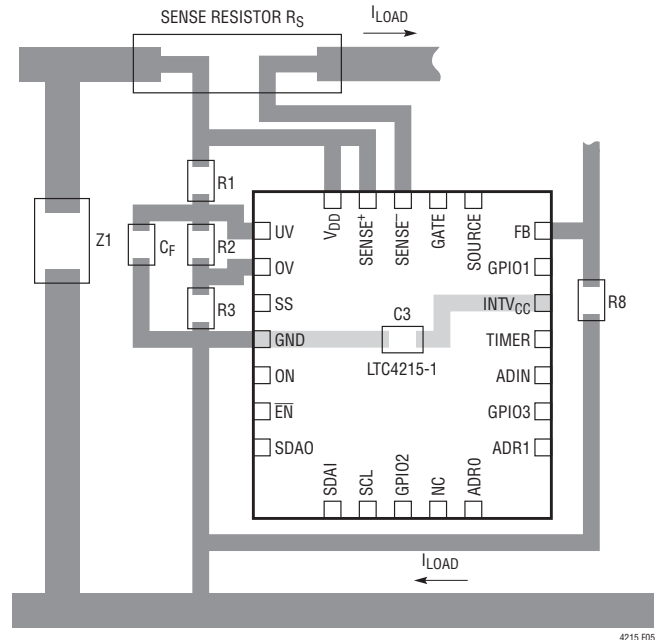 SENSE RESISTOR RS
ILOAD
R1
Z1
CF
R2
R3
UV
OV
SS
GND
ON
EN
SDAO
VDD
SENSE+
SENSE–
GATE
SOURCE
FB
GPIO1
INTVCC
TIMER
ADIN
GPIO3
ADR1
R8
C3
LTC4215-1
SDAI
SCL
GPIO2
NC
ADR0
ILOAD
4215 F05